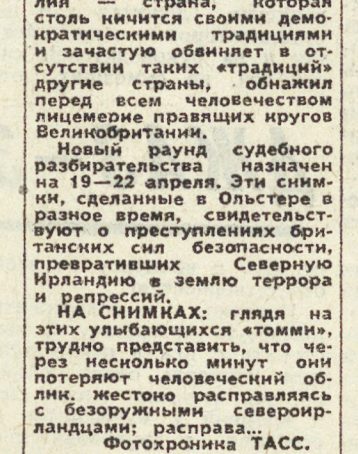 лия — страна, которая
столь кичится своими демо-
кратическими традициями
и зачастую обвиняет в от-
сутствии таких «традиций»
другие страны, обнажил
перед всем человечеством
лицемерие правящих кругов
Великобритании.
Новый раунд судебного
разбирательства назначен
на 19—22 апреля. Эти сним-
ки, сделанные в Ольстере в
разное время, свидетельст-
вуют о преступлениях бри-
танских сил безопасности,
превративших Северную
Ирландию в землю террора
и репрессий.
НА СНИМКАХ: глядя на
этих улыбающихся «томми»,
трудно представить, что че-
рез несколько минут они
потеряют человеческий об-
лик. жестоко расправляясь
с безоружными североир-
ландцами; расправа...
Фотохроника ТАСС.